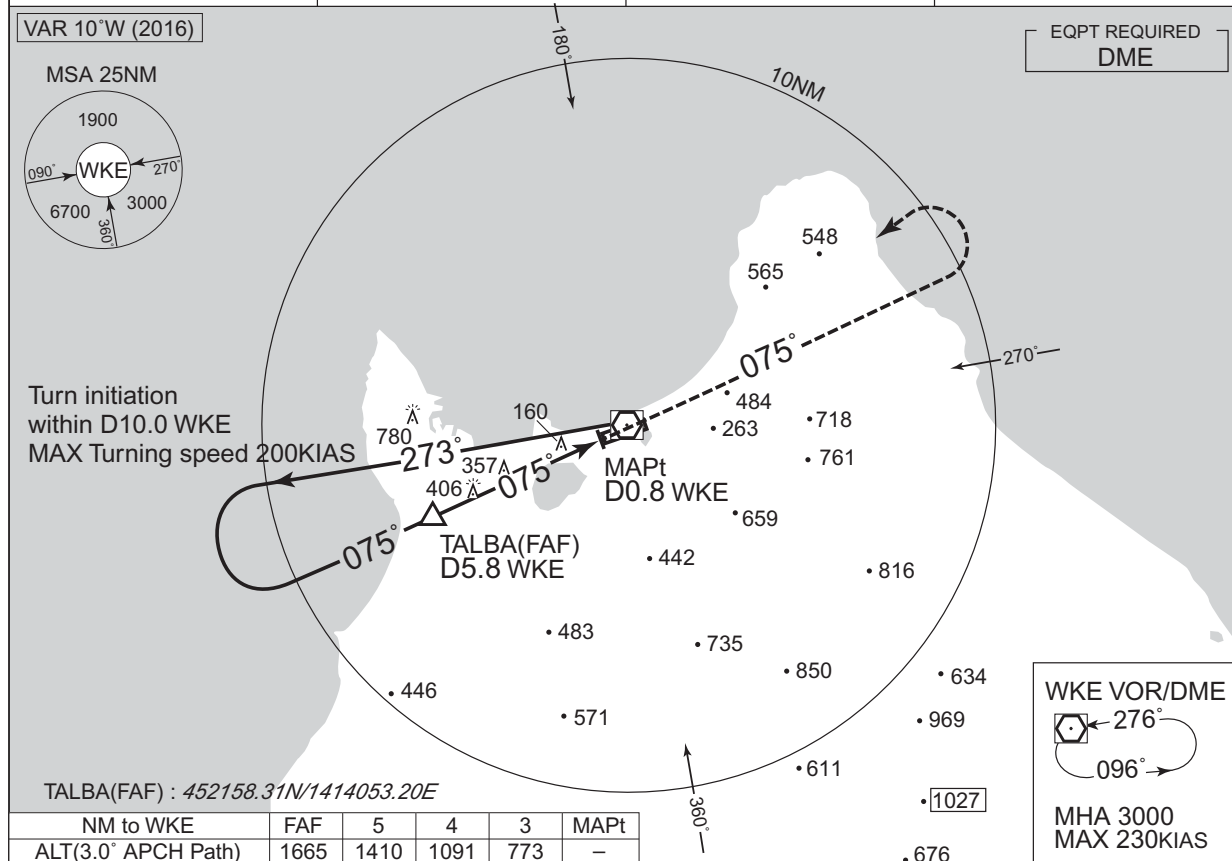 VAR 10°W (2016)
EQPT REQUIRED
DME
MSA 25NM
1900
WKE
090°
270°
6700
3000
360°
180°
10NM
548
565
075°
270°
Turn initiation
within D10.0 WKE
MAX Turning speed 200KIAS
780
273°
160
357
406
075°
484
263
718
761
MAPt
D0.8 WKE
659
075°
TALBA(FAF)
D5.8 WKE
442
816
483
735
850
634
446
571
969
611
1027
676
360°
WKE VOR/DME
276°
096°
MHA 3000
MAX 230KIAS
TALBA(FAF) : 452158.31N/1414053.20E
NM to WKE FAF 5 4 3 MAPt
ALT(3.0° APCH Path) 1665 1410 1091 773 –